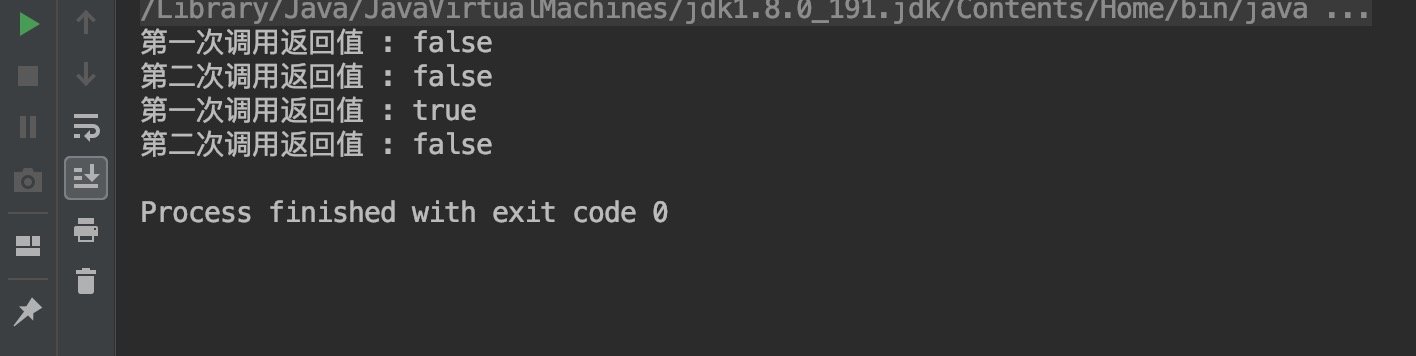 /Library/Java/JavaVirtualMachines/jdk1.8.0_191.jdk/Contents/Home/bin/java ...
第一次调用返回值 : false
第二次调用返回值 : false
第一次调用返回值 : true
第二次调用返回值 : false
Process finished with exit code 0